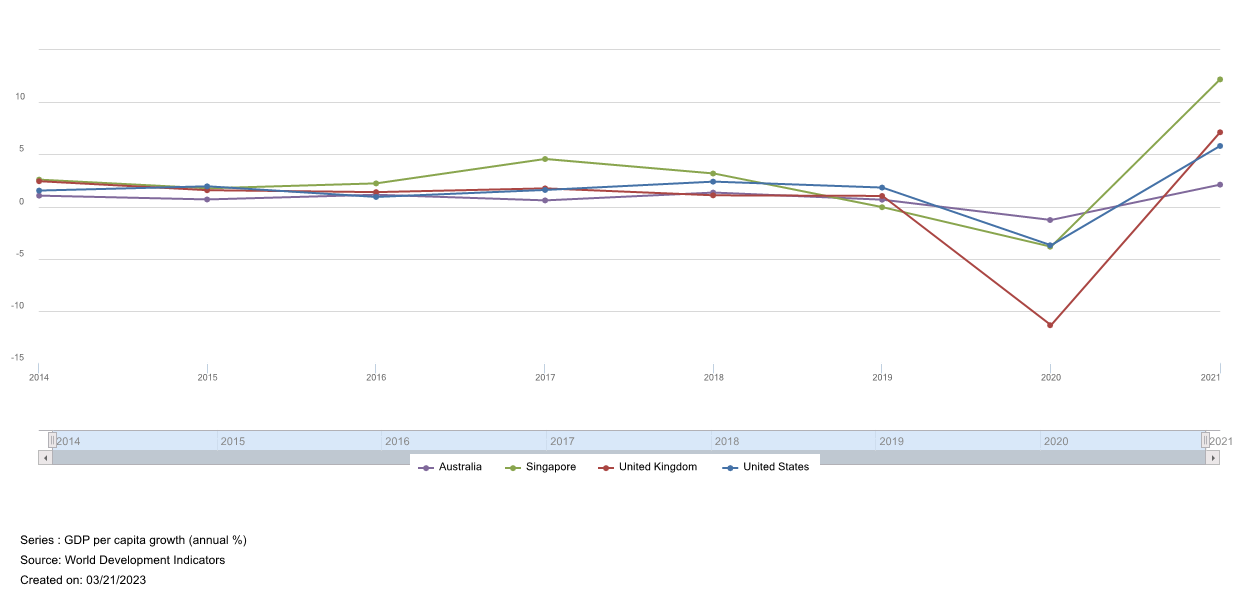 10
5
0
-5
-10
-15
2014 2015 2016 2017 2018 2019 2020 2021
2014 2015 2016 2017 2018 2019 2020 2021
Australia Singapore United Kingdom United States
Series : GDP per capita growth (annual %)
Source: World Development Indicators
Created on: 03/21/2023